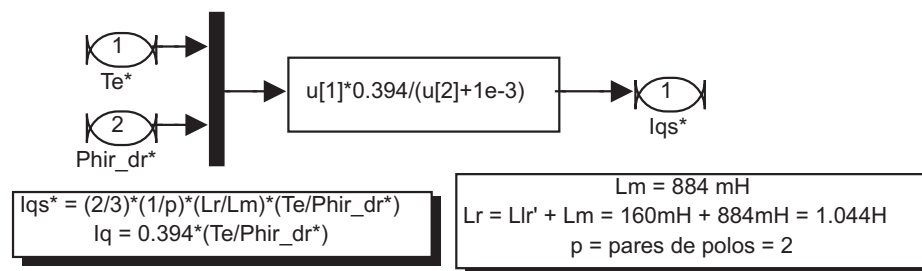 1
Te*
2
Phir_dr*
u[1]*0.394/(u[2]+1e-3)
1
Iqs*
Iqs* = (2/3)*(1/p)*(Lr/Lm)*(Te/Phir_dr*)
Iq = 0.394*(Te/Phir_dr*)
Lm = 884 mH
Lr = Llr' + Lm = 160mH + 884mH = 1.044H
p = pares de polos = 2